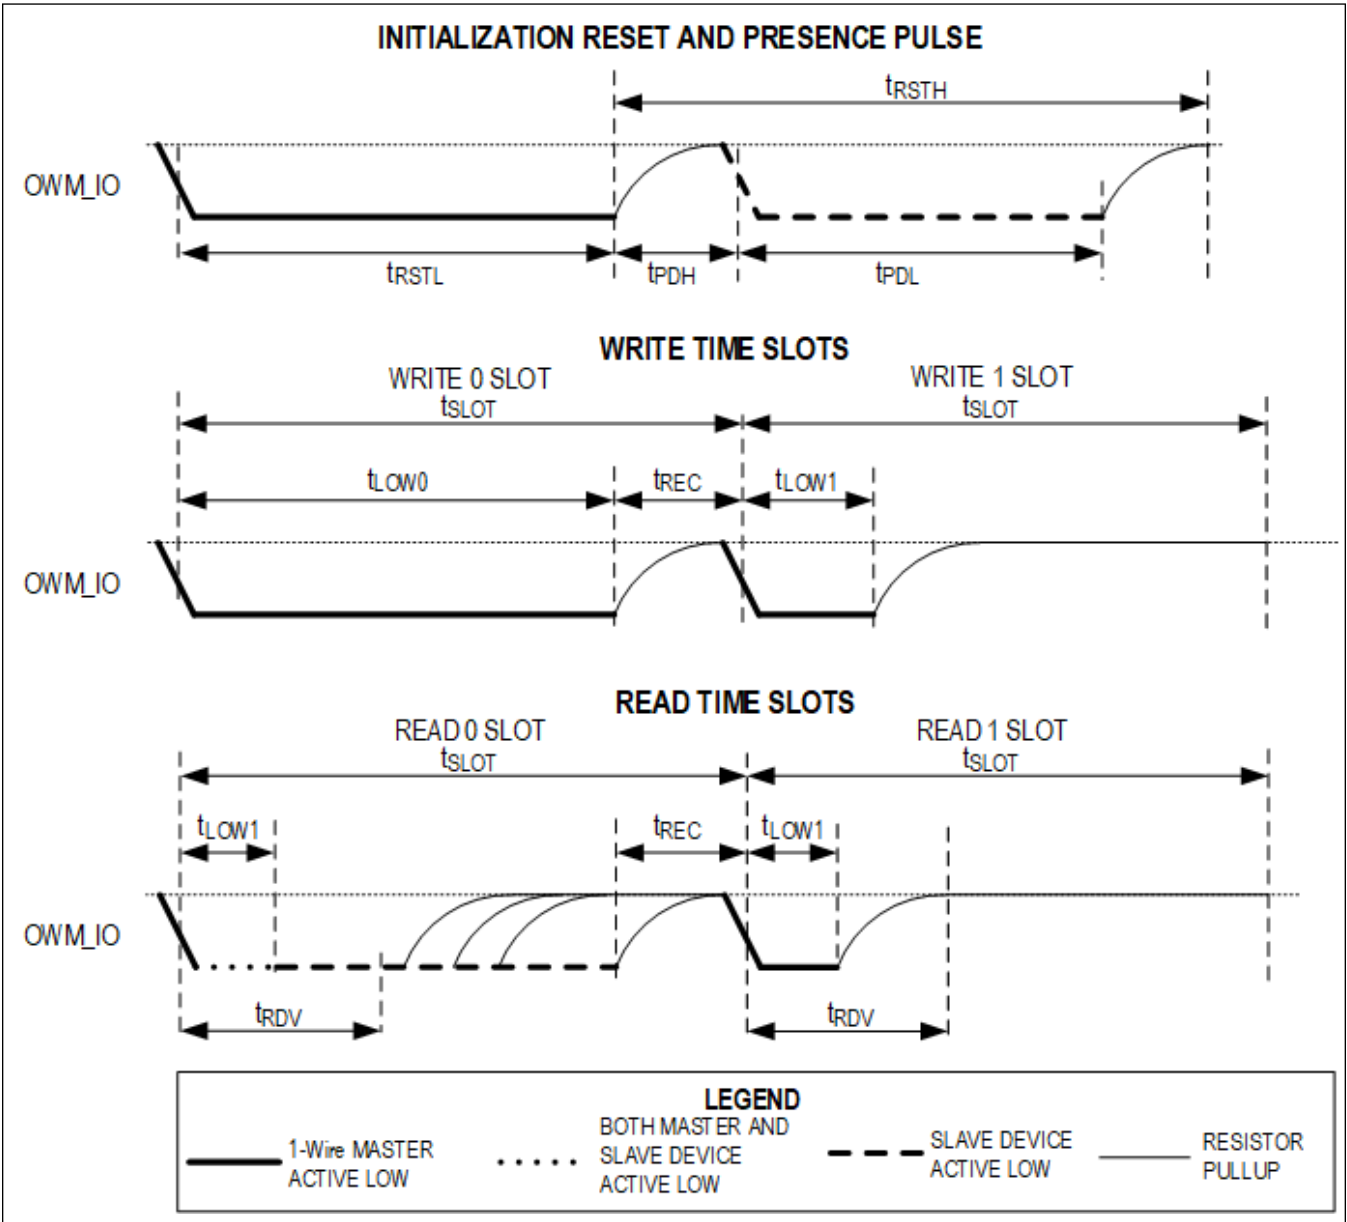 INITIALIZATION RESET AND PRESENCE PULSE
tRSTH
OWM_IO
tRSTL
tPDH
tPDL
WRITE TIME SLOTS
WRITE 0 SLOT
WRITE 1 SLOT
tSLOT
tSLOT
tLOW0
tREC
tLOW1
OWM_IO
READ TIME SLOTS
READ 0 SLOT
READ 1 SLOT
tSLOT
tSLOT
tLOW1
tREC
tLOW1
OWM_IO
tRDV
tRDV
LEGEND
1-Wire MASTER
ACTIVE LOW
BOTH MASTER AND
SLAVE DEVICE
ACTIVE LOW
SLAVE DEVICE
ACTIVE LOW
RESISTOR
PULLUP